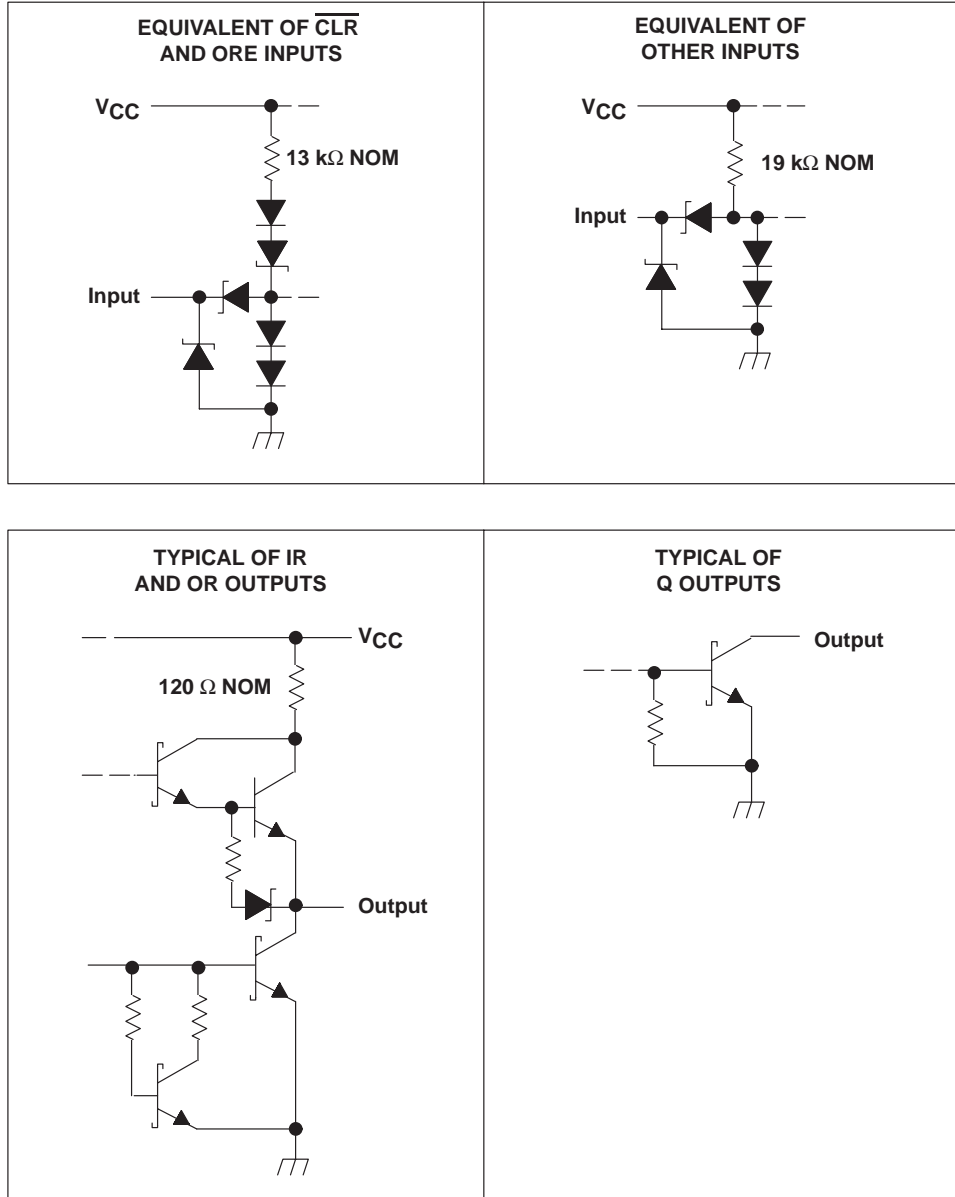 EQUIVALENT OF C̅L̅R̅
AND ORE INPUTS
VCC
13 kΩ NOM
Input
EQUIVALENT OF
OTHER INPUTS
VCC
19 kΩ NOM
Input
TYPICAL OF IR
AND OR OUTPUTS
VCC
120 Ω NOM
Output
TYPICAL OF
Q OUTPUTS
Output